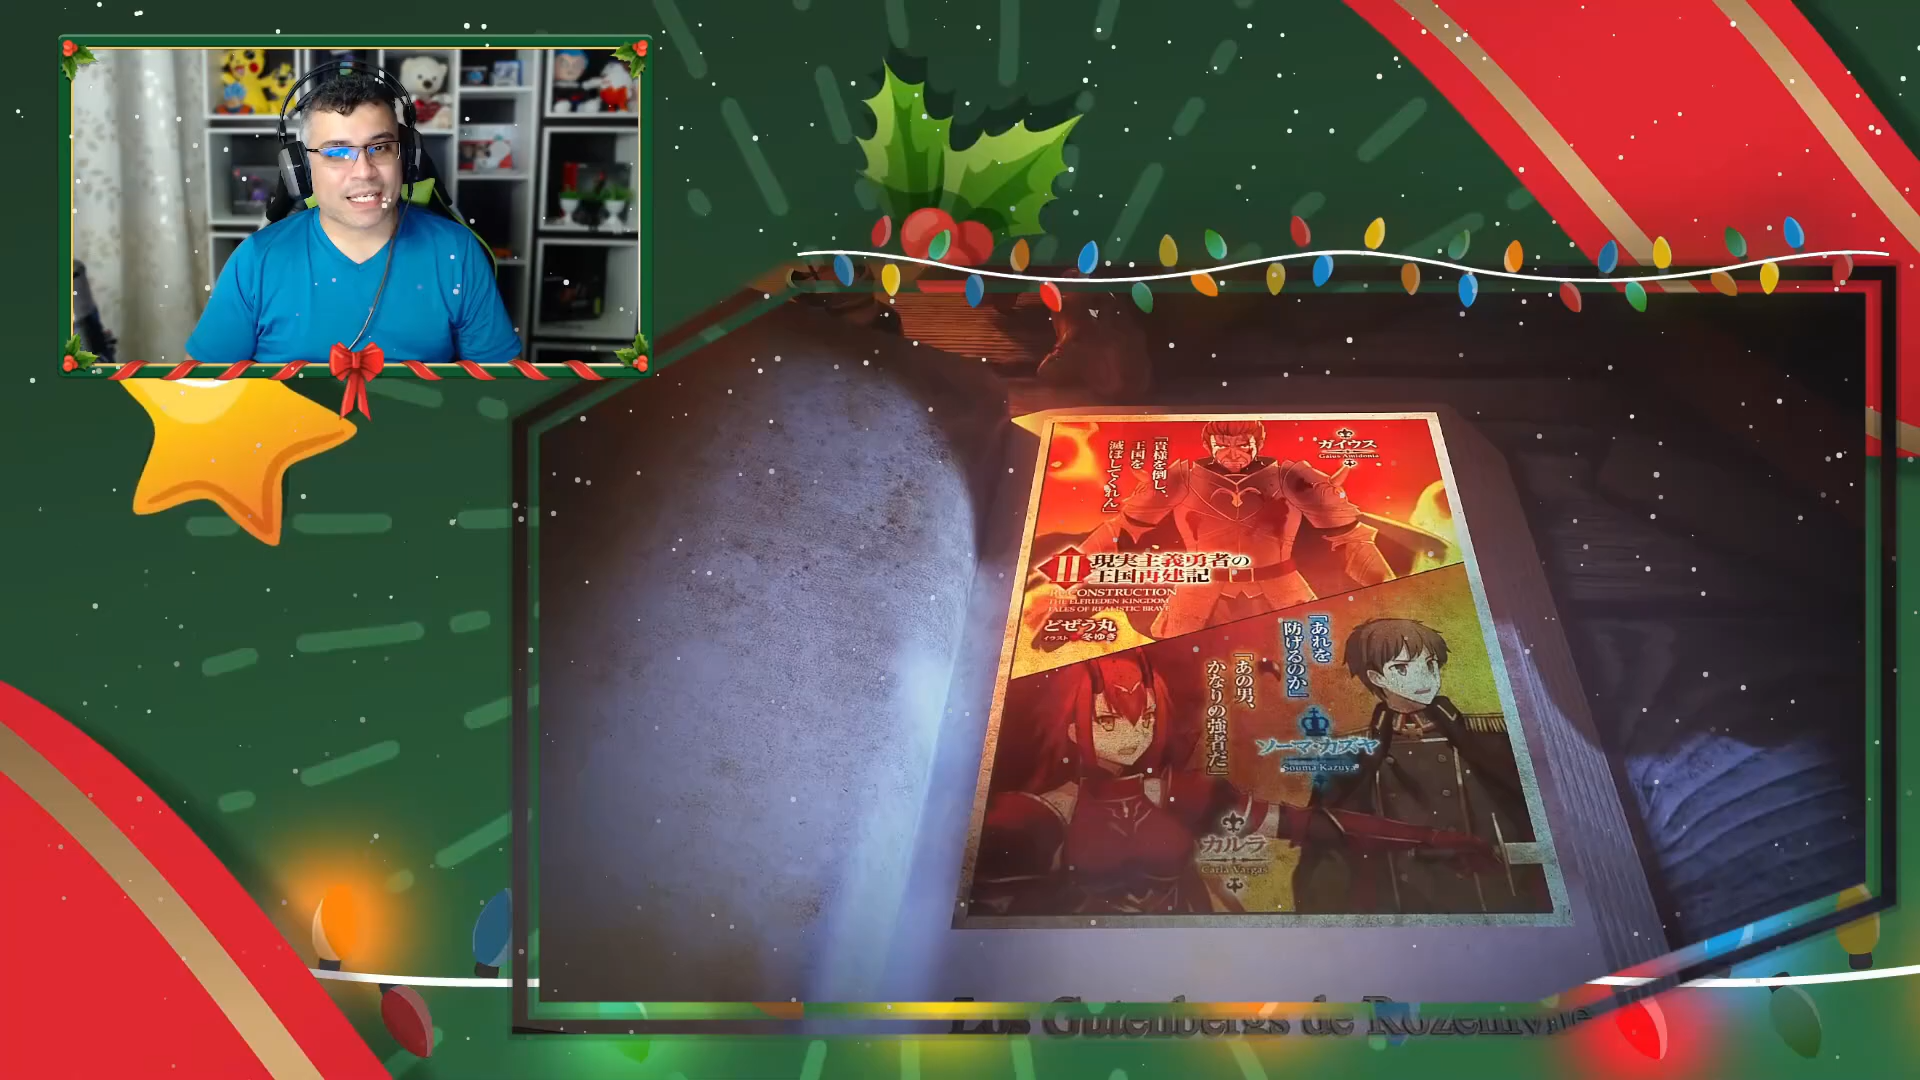 ガイウス
Gaius Amidonia
「貴様を倒し、
王国を
滅ぼしてくれん」
II 現実主義勇者の
王国再建記
RECONSTRUCTION
THE ELFRIEDEN KINGDOM
TALES OF REALISTIC BRAVE
どぜう丸
イラスト 冬ゆき
「あれを
防げるのか」
「あの男、
かなりの強者だ」
ソーマ・カズヤ
Souma Kazuya
カルラ
Carla Vargas
Los Gutenbergs de Rozenwine